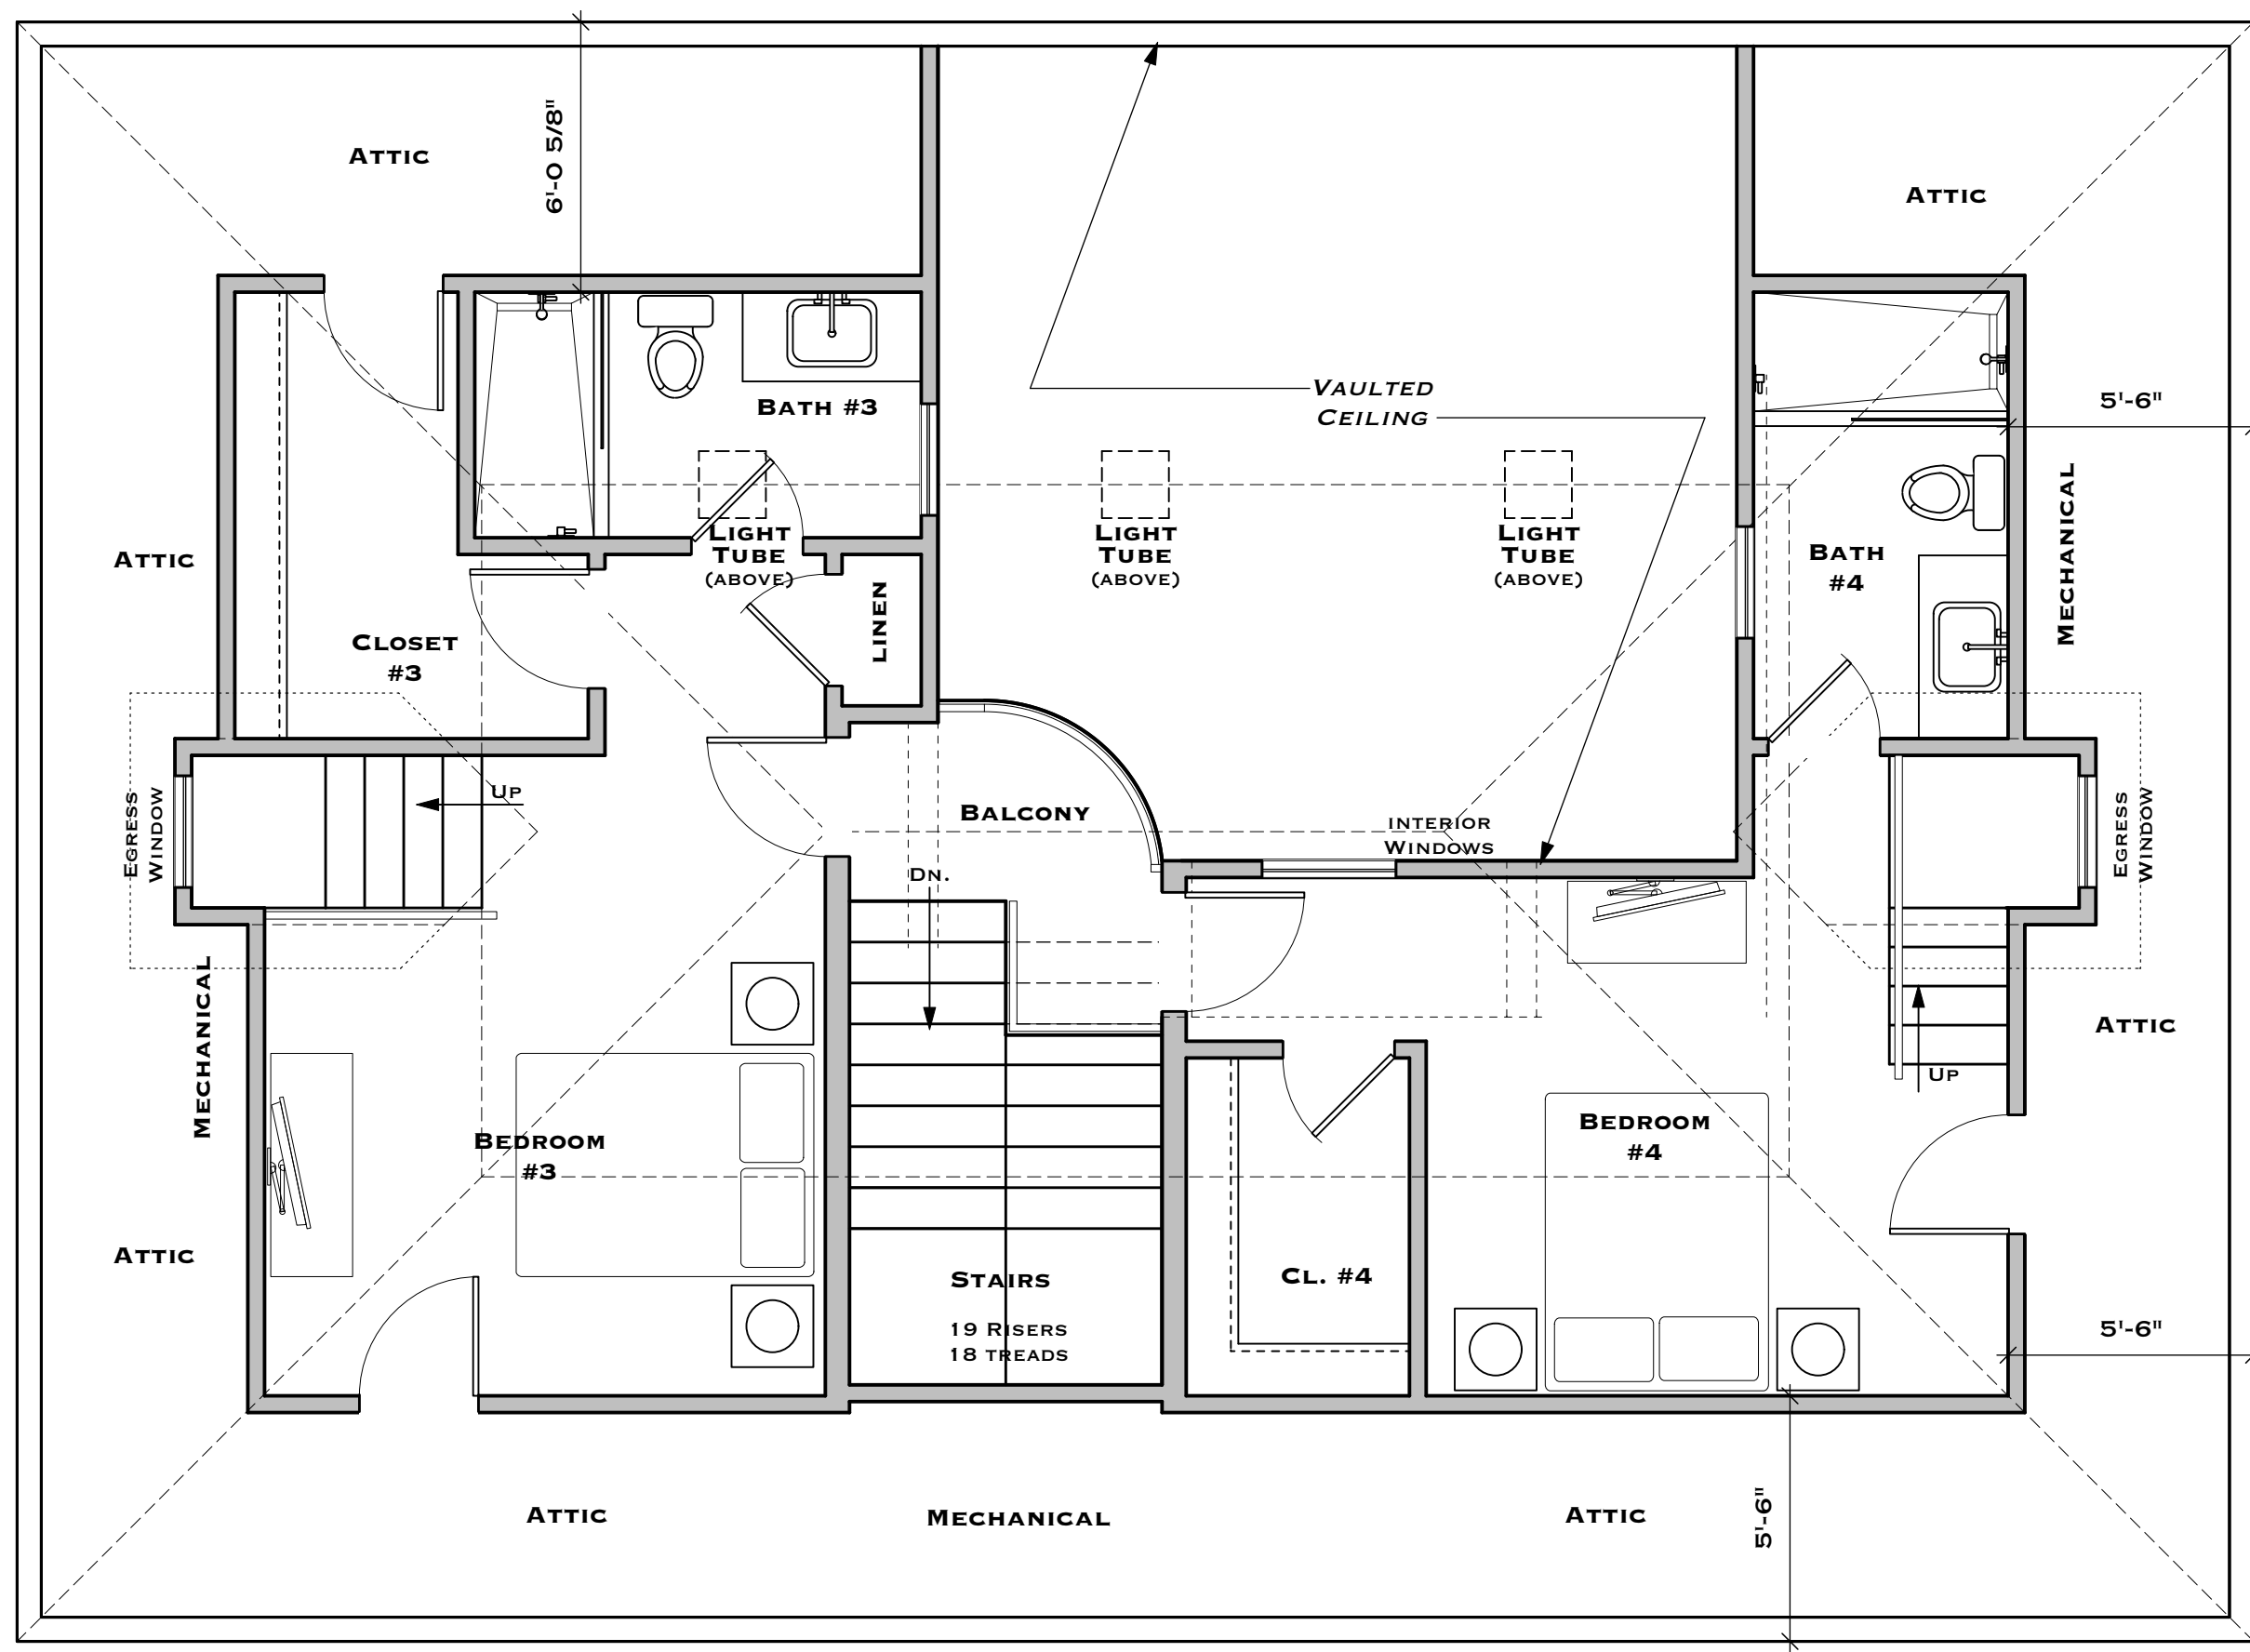 ATTIC
6'-0 5/8"
ATTIC
VAULTED
CEILING
BATH #3
5'-6"
LIGHT
TUBE
(ABOVE)
LIGHT
TUBE
(ABOVE)
LIGHT
TUBE
(ABOVE)
BATH
#4
MECHANICAL
ATTIC
LINEN
CLOSET
#3
EGRESS
WINDOW
UP
BALCONY
INTERIOR
WINDOWS
EGRESS
WINDOW
DN.
MECHANICAL
ATTIC
UP
BEDROOM
#3
BEDROOM
#4
ATTIC
STAIRS
19 RISERS
18 TREADS
CL. #4
5'-6"
ATTIC
MECHANICAL
ATTIC
5'-6"